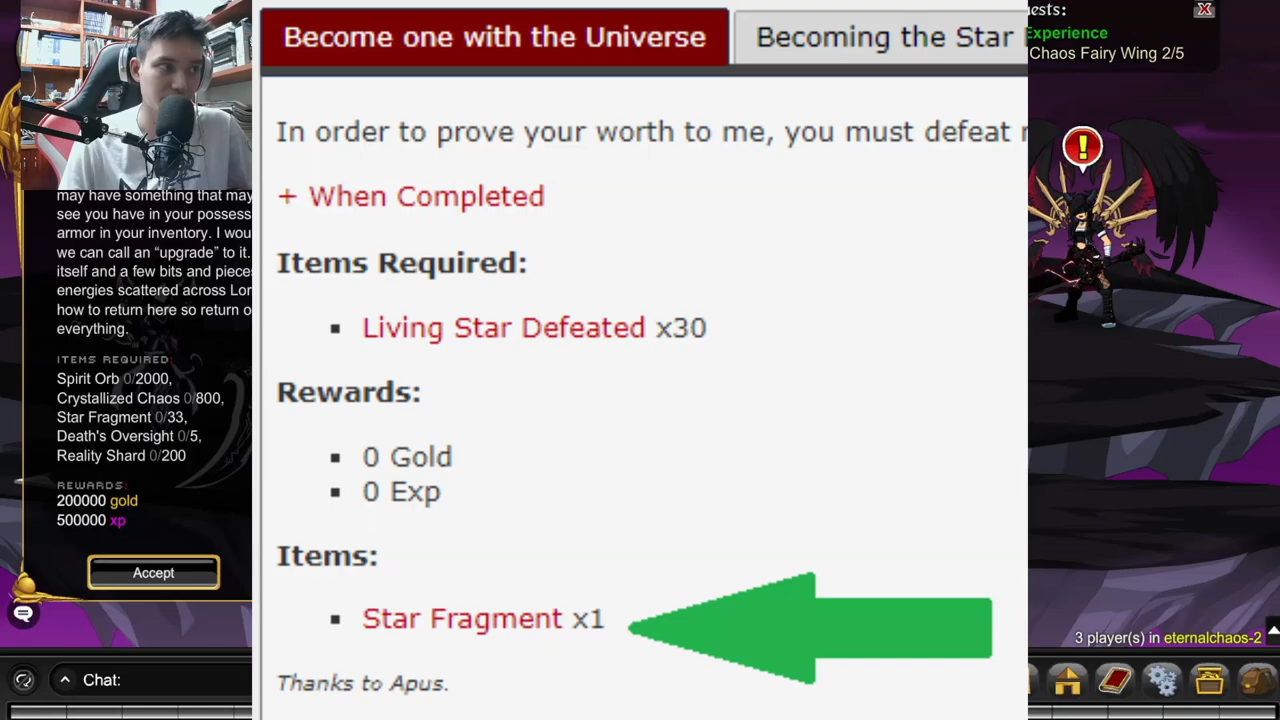 Become one with the Universe
Becoming the Star
In order to prove your worth to me, you must defeat
+ When Completed
Items Required:
▪ Living Star Defeated x30
Rewards:
▪ 0 Gold
▪ 0 Exp
Items:
▪ Star Fragment x1
Thanks to Apus.
may have something that may
see you have in your possess
armor in your inventory. I wou
we can call an “upgrade” to it.
itself and a few bits and pieces
energies scattered across Lor
how to return here so return o
everything.
ITEMS REQUIRED:
Spirit Orb 0/2000,
Crystallized Chaos 0/800,
Star Fragment 0/33,
Death's Oversight 0/5,
Reality Shard 0/200
REWARDS:
200000 gold
500000 xp
Accept
ests:
Experience
Chaos Fairy Wing 2/5
!
3 player(s) in eternalchaos-2
Chat: